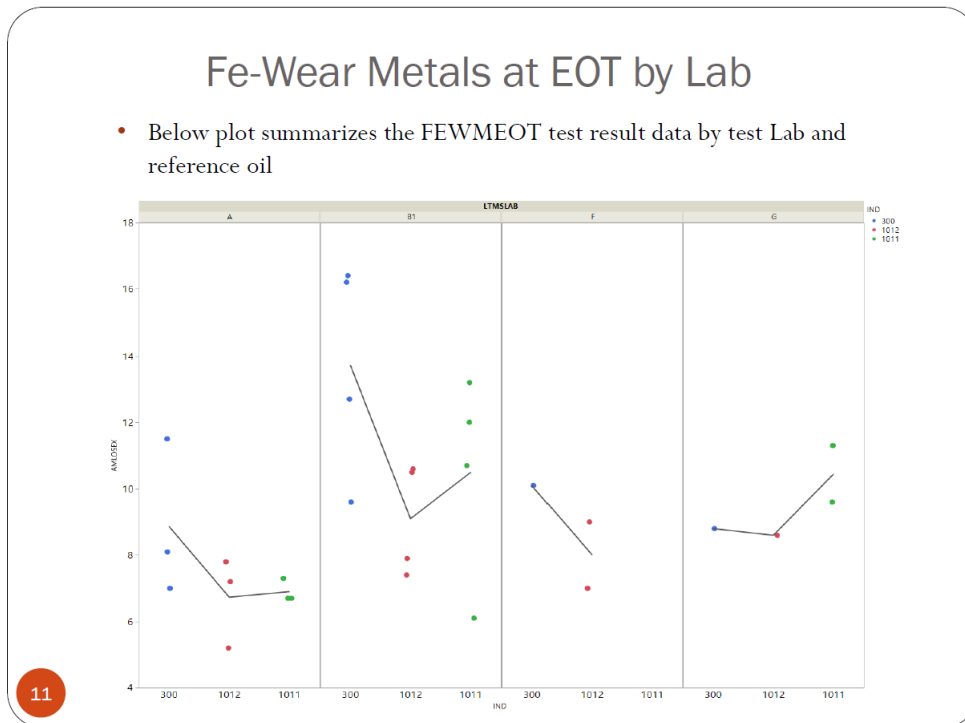 Fe-Wear Metals at EOT by Lab
• Below plot summarizes the FEWMEOT test result data by test Lab and
reference oil
LTMSLAB
A B1 F G
IND
300
1012
1011
18
16
14
12
10
8
6
4
AMLOSEX
300 1012 1011 300 1012 1011 300 1012 1011 300 1012 1011
IND
11